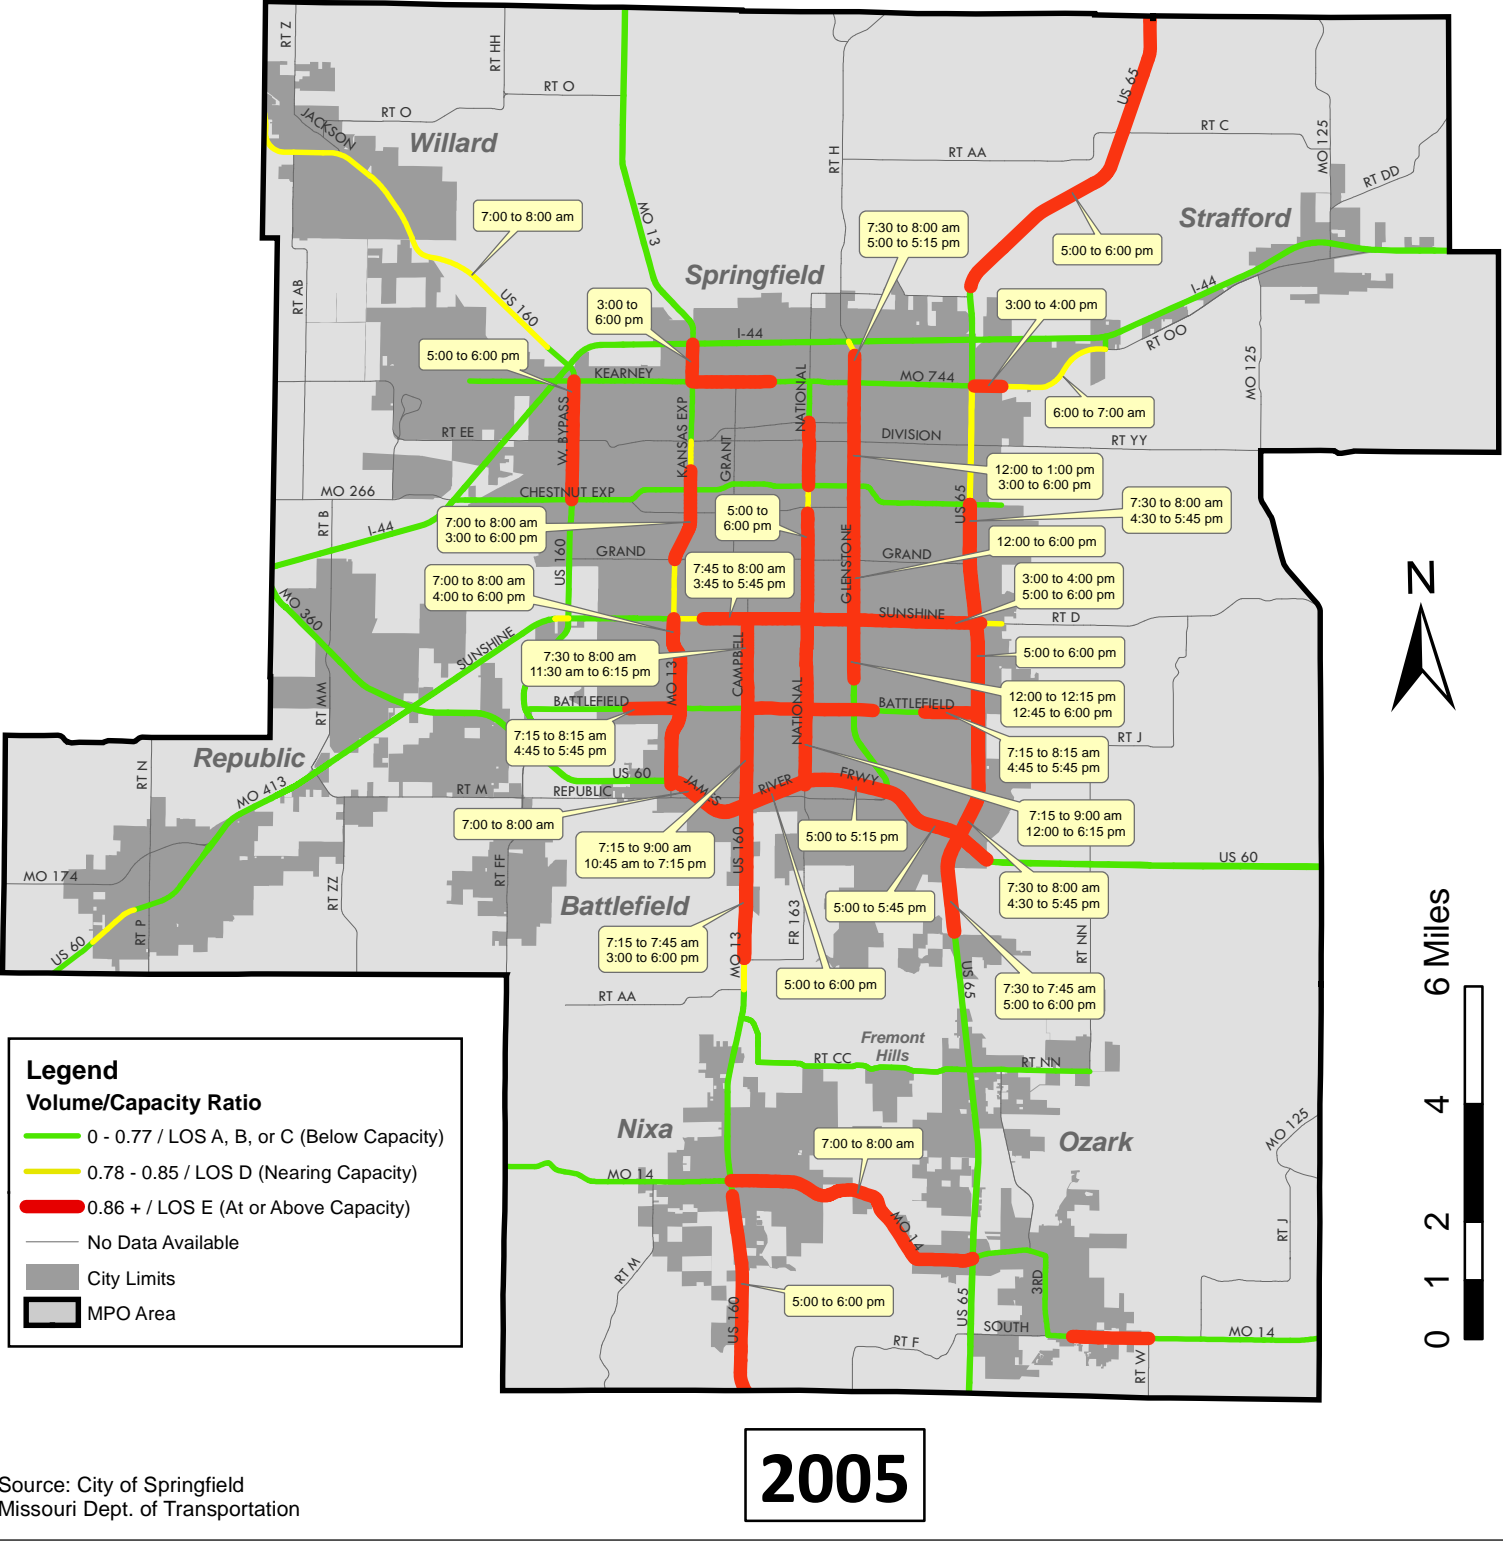 RT Z
RT HH
RT O
RT O
JACKSON
Willard
US 65
RT C
MO 125
RT AA
RT H
RT DD
7:00 to 8:00 am
MO 13
7:30 to 8:00 am
5:00 to 5:15 pm
Strafford
5:00 to 6:00 pm
Springfield
RT AB
US 160
3:00 to
6:00 pm
3:00 to 4:00 pm
I-44
I-44
RT OO
5:00 to 6:00 pm
KEARNEY
MO 744
MO 125
NATIONAL
6:00 to 7:00 am
W. BYPASS
KANSAS EXP
GRANT
RT EE
DIVISION
RT YY
12:00 to 1:00 pm
3:00 to 6:00 pm
MO 266
CHESTNUT EXP
US 65
7:30 to 8:00 am
4:30 to 5:45 pm
RT B
I-44
7:00 to 8:00 am
3:00 to 6:00 pm
5:00 to
6:00 pm
US 160
GRAND
GLENSTONE
GRAND
12:00 to 6:00 pm
7:00 to 8:00 am
4:00 to 6:00 pm
7:45 to 8:00 am
3:45 to 5:45 pm
3:00 to 4:00 pm
5:00 to 6:00 pm
N
MO 360
SUNSHINE
SUNSHINE
RT D
7:30 to 8:00 am
11:30 am to 6:15 pm
CAMPBELL
5:00 to 6:00 pm
MO 13
RT MM
BATTLEFIELD
NATIONAL
BATTLEFIELD
12:00 to 12:15 pm
12:45 to 6:00 pm
7:15 to 8:15 am
4:45 to 5:45 pm
7:15 to 8:15 am
4:45 to 5:45 pm
RT J
Republic
RT N
MO 413
RT M
US 60
REPUBLIC
JAMES
RIVER
FRWY
7:00 to 8:00 am
7:15 to 9:00 am
10:45 am to 7:15 pm
US 160
5:00 to 5:15 pm
7:15 to 9:00 am
12:00 to 6:15 pm
US 60
MO 174
RT ZZ
RT FF
7:30 to 8:00 am
4:30 to 5:45 pm
Battlefield
5:00 to 5:45 pm
RT P
US 60
7:15 to 7:45 am
3:00 to 6:00 pm
MO 13
FR 163
RT NN
US 65
5:00 to 6:00 pm
7:30 to 7:45 am
5:00 to 6:00 pm
RT AA
6 Miles
4
2
1
0
Fremont
Hills
RT CC
RT NN
Legend
Volume/Capacity Ratio
0 - 0.77 / LOS A, B, or C (Below Capacity)
0.78 - 0.85 / LOS D (Nearing Capacity)
0.86 + / LOS E (At or Above Capacity)
No Data Available
City Limits
MPO Area
Nixa
7:00 to 8:00 am
Ozark
MO 125
MO 14
MO 14
RT J
RT M
3RD
5:00 to 6:00 pm
US 160
US 65
SOUTH
MO 14
RT F
RT W
2005
Source: City of Springfield
Missouri Dept. of Transportation